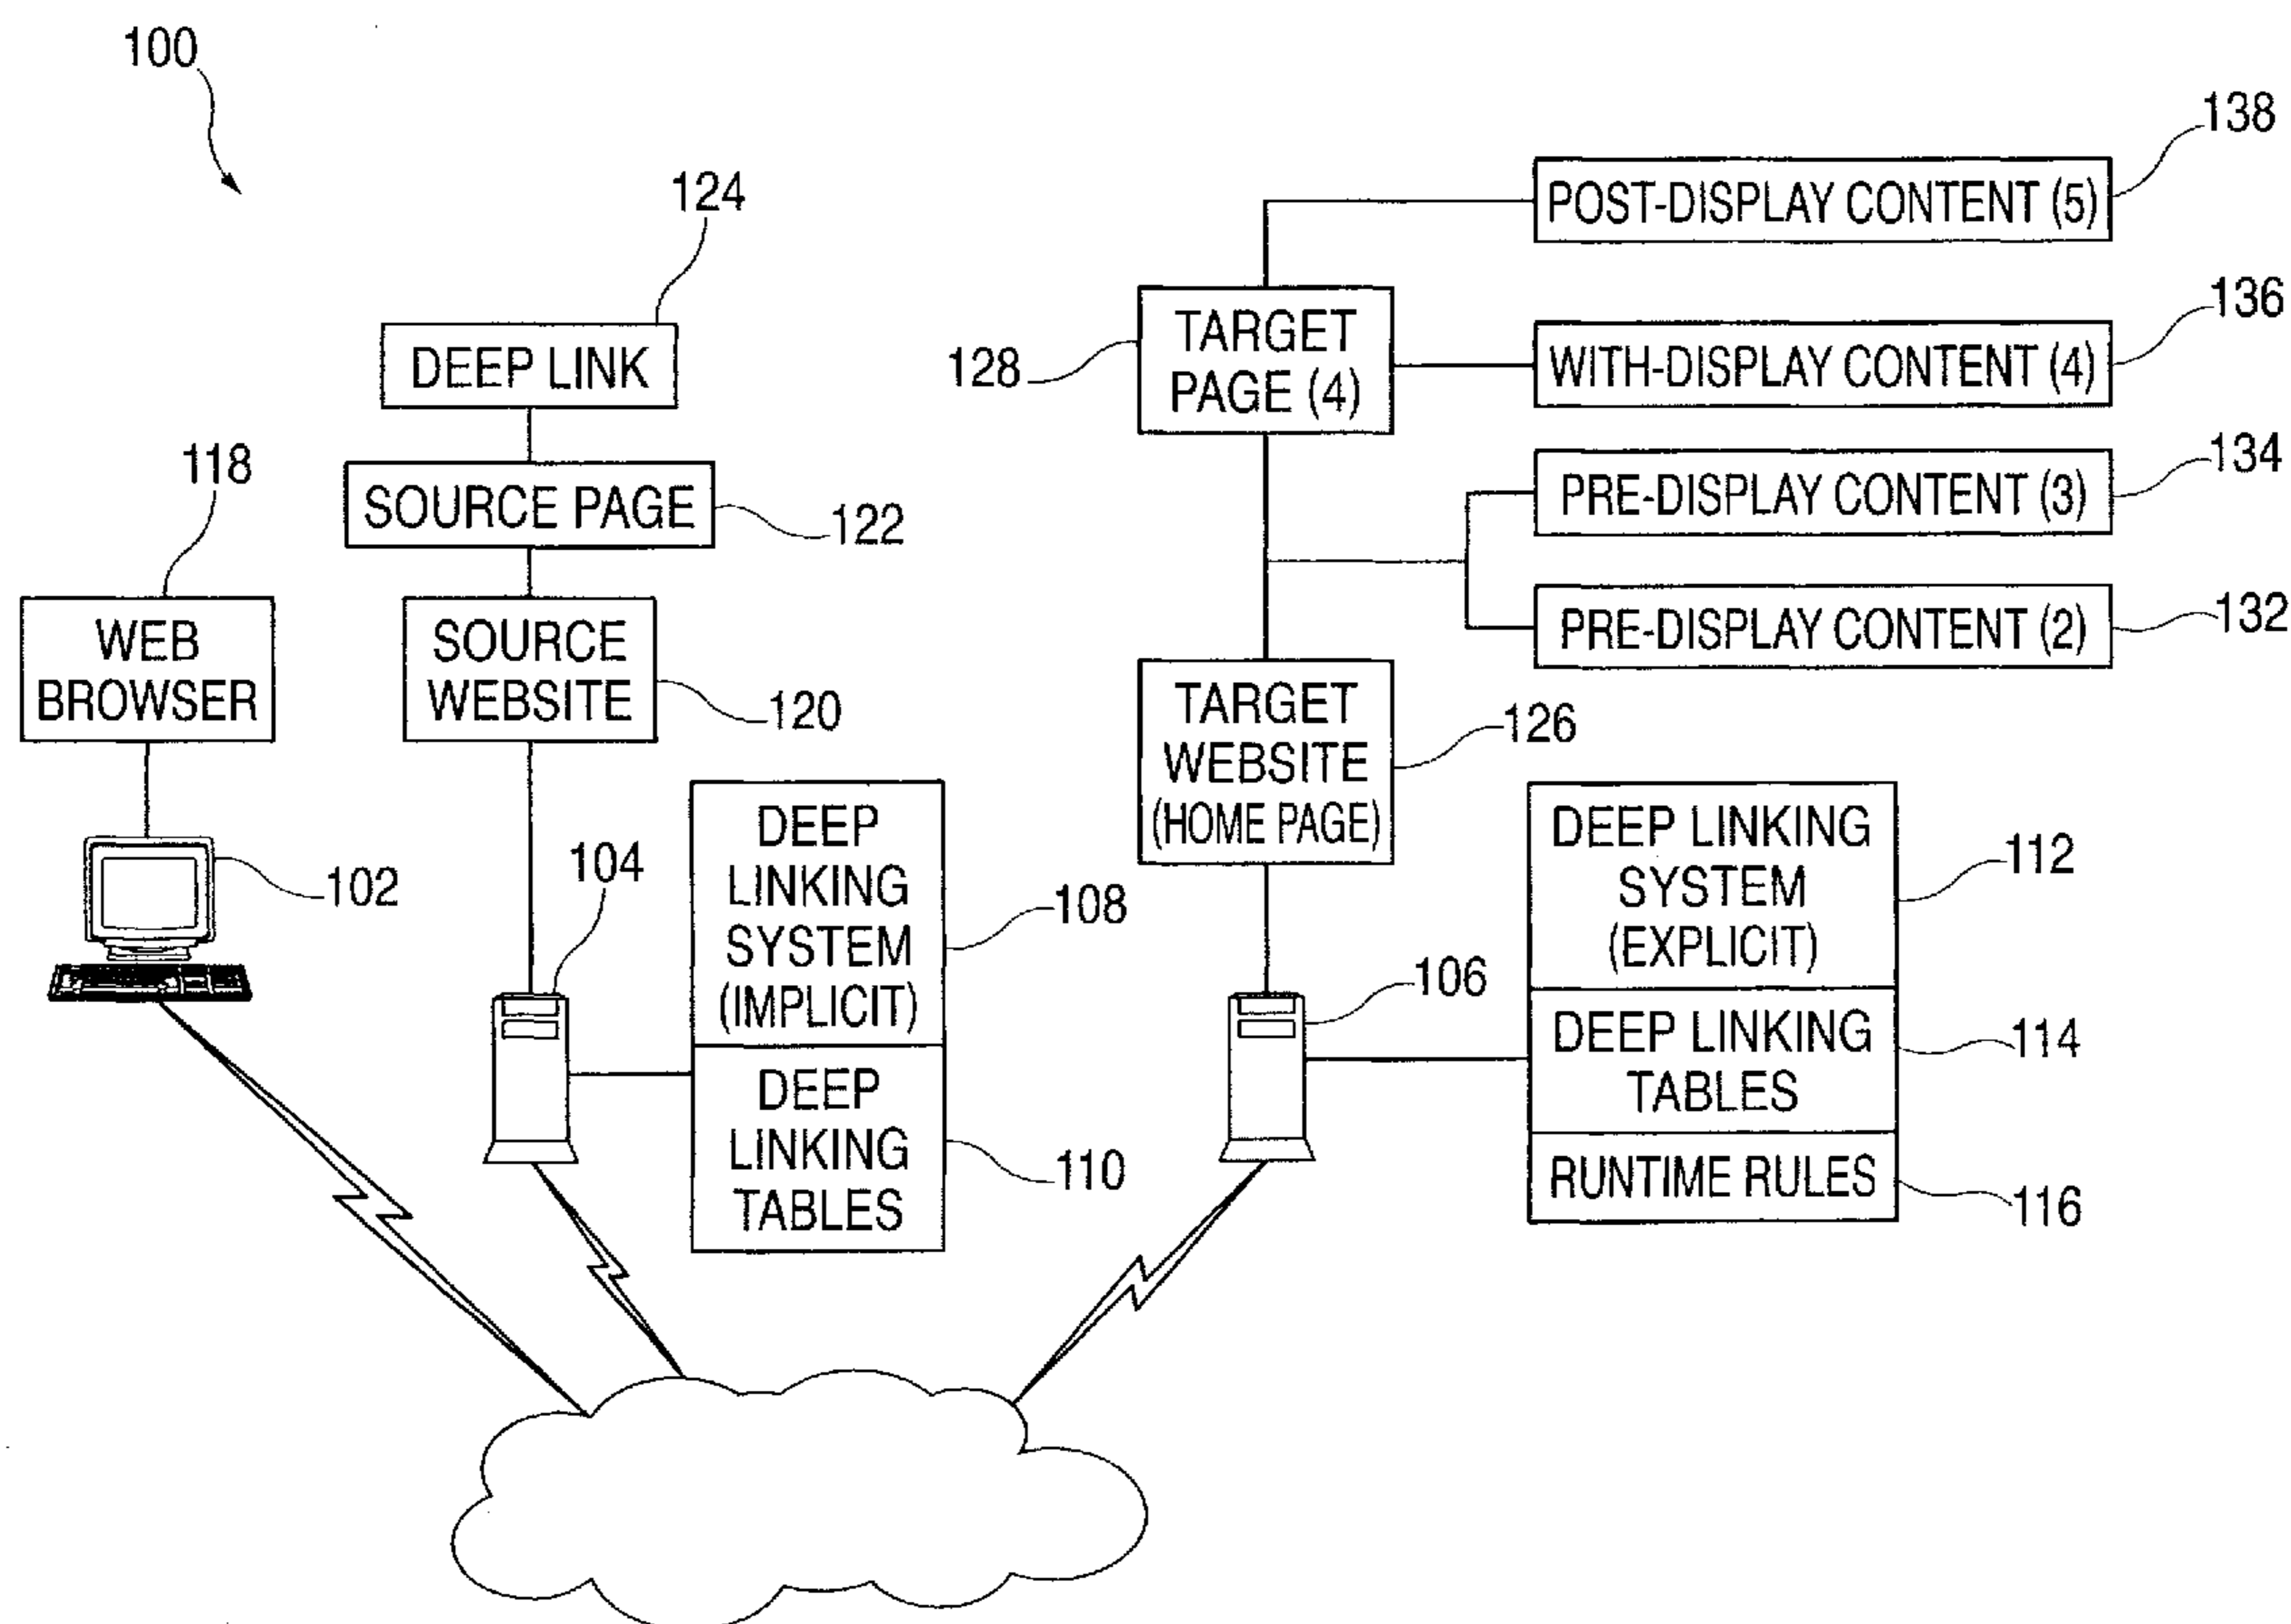 100
124
DEEP LINK
SOURCE PAGE
122
118
WEB
BROWSER
SOURCE
WEBSITE
120
102
104
DEEP
LINKING
SYSTEM
(IMPLICIT)
108
DEEP
LINKING
TABLES
110
138
POST-DISPLAY CONTENT (5)
136
WITH-DISPLAY CONTENT (4)
128
TARGET
PAGE (4)
134
PRE-DISPLAY CONTENT (3)
132
PRE-DISPLAY CONTENT (2)
TARGET
WEBSITE
(HOME PAGE)
126
106
DEEP LINKING
SYSTEM
(EXPLICIT)
112
DEEP LINKING
TABLES
114
RUNTIME RULES
116